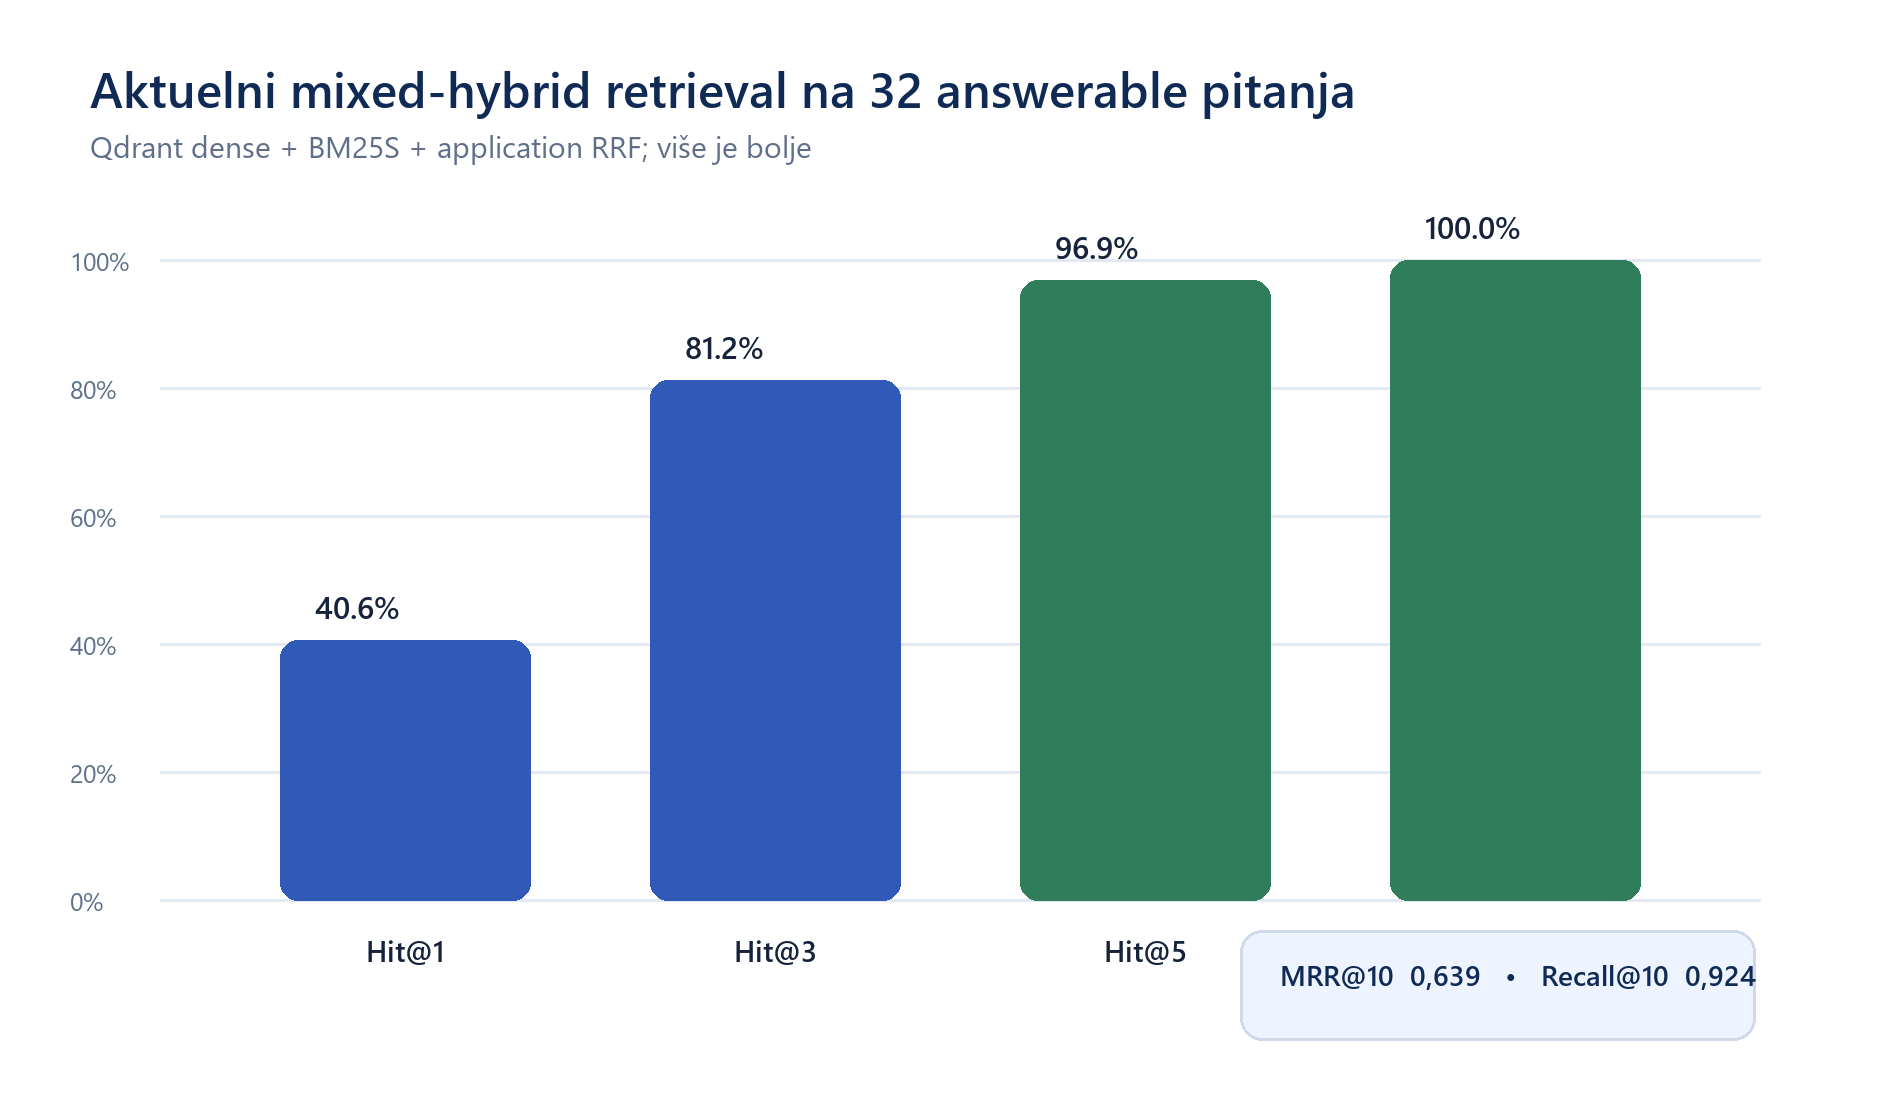 Aktuelni mixed-hybrid retrieval na 32 answerable pitanja
Qdrant dense + BM25S + application RRF; više je bolje
100.0%
96.9%
100%
81.2%
80%
60%
40.6%
40%
20%
0%
Hit@1
Hit@3
Hit@5
MRR@10 0,639 • Recall@10 0,924